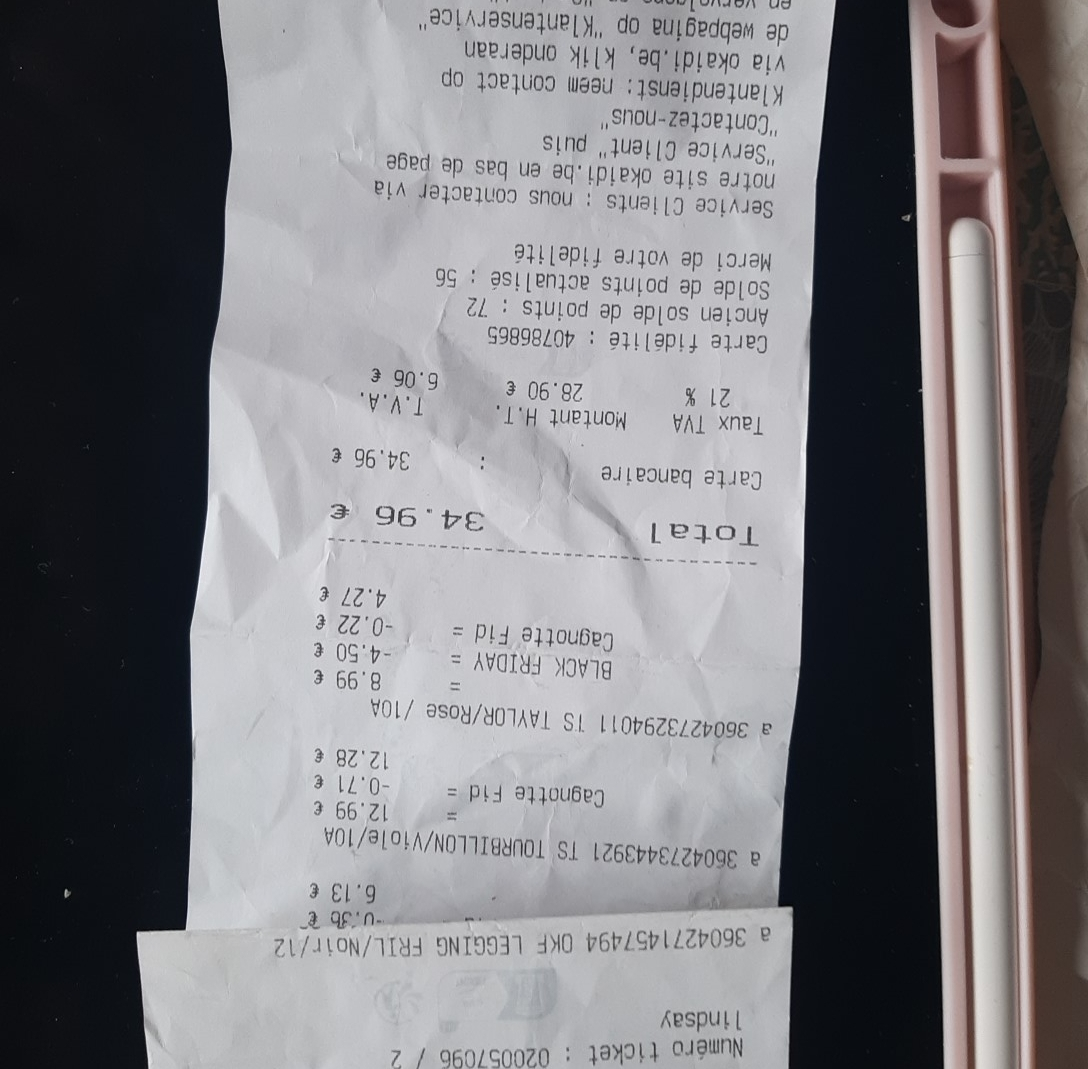 Numéro ticket : 020057096 / 2
lindsay
a 3604271457494 OKF LEGGING FRIL/Noir/12
-0.36 €
6.13 €
a 3604273443921 TS TOURBILLON/Viole/10A
= 12.99 €
Cagnotte Fid = -0.71 €
12.28 €
a 3604273294011 TS TAYLOR/Rose /10A
= 8.99 €
BLACK FRIDAY = -4.50 €
Cagnotte Fid = -0.22 €
4.27 €
Total 34.96 €
Carte bancaire : 34.96 €
Taux TVA Montant H.T. T.V.A.
21 % 28.90 € 6.06 €
Carte fidélité : 40786865
Ancien solde de points : 72
Solde de points actualisé : 56
Merci de votre fidelité
Service Clients : nous contacter via
notre site okaidi.be en bas de page
"Service Client" puis
"Contactez-nous"
Klantendienst: neem contact op
via okaidi.be, klik onderaan
de webpagina op "Klantenservice"
en